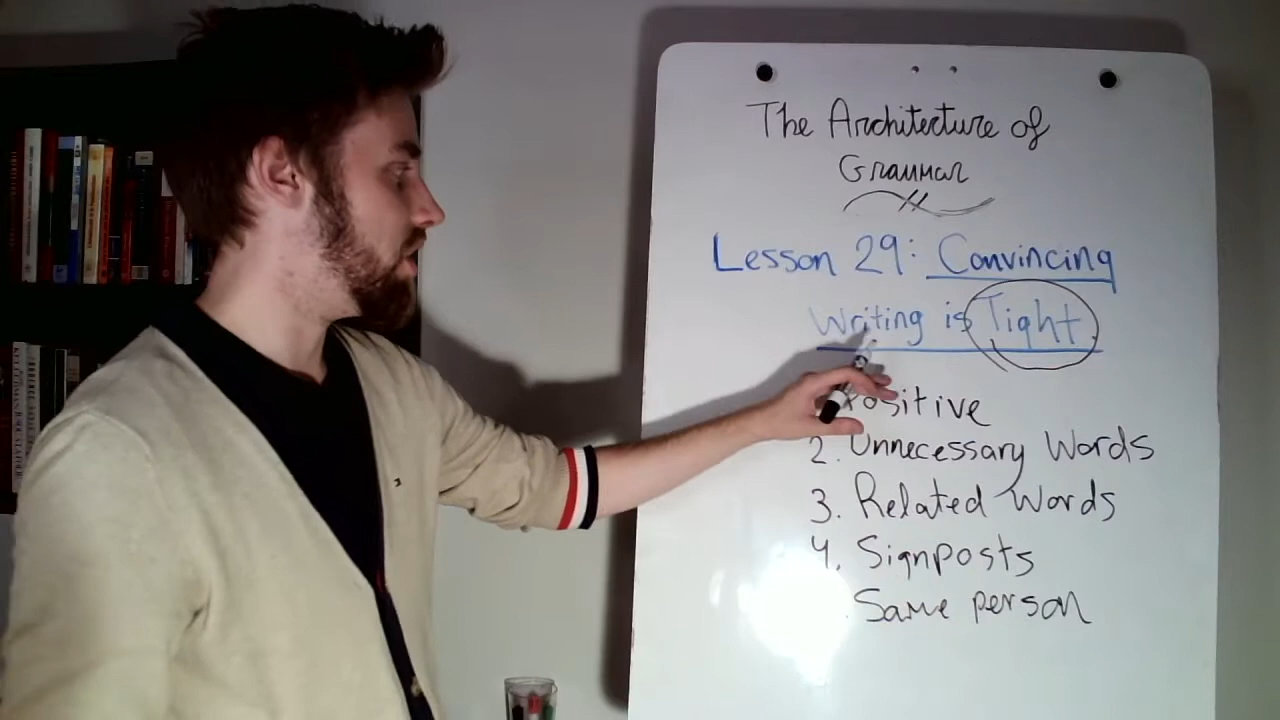 The Architecture of
Grammar
Lesson 29: Convincing
Writing is Tight
Positive
2. Unnecessary Words
3. Related Words
4. Signposts
Same person